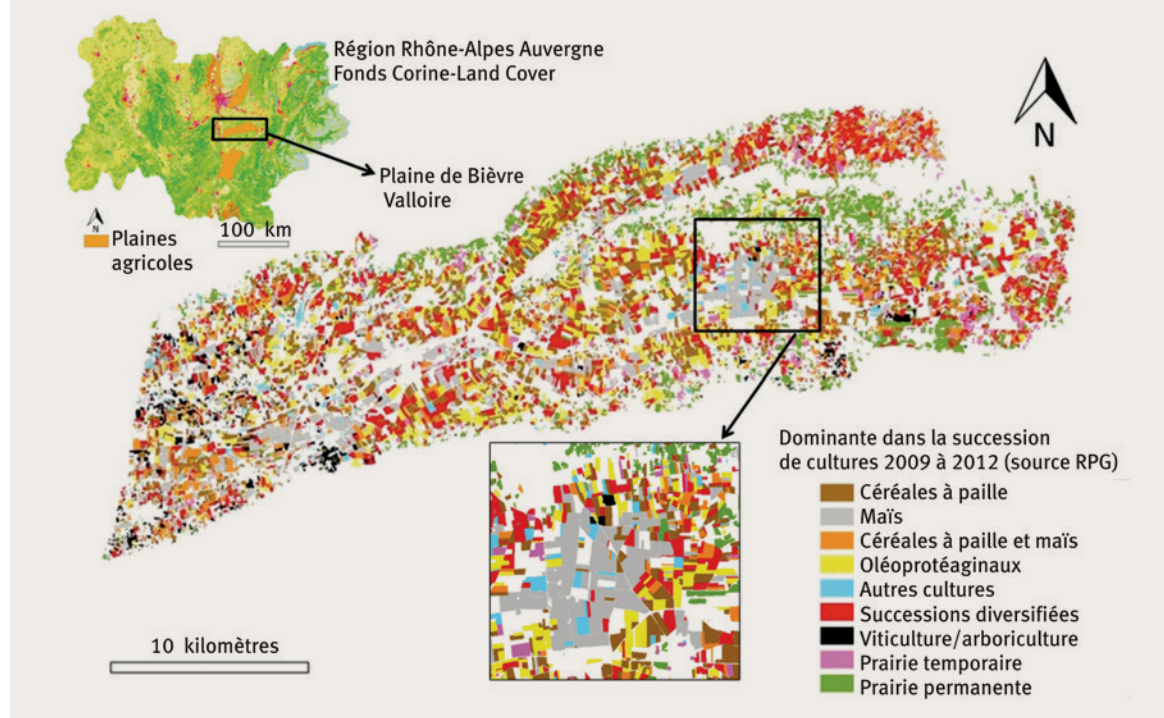 Région Rhône-Alpes Auvergne
Fonds Corine-Land Cover
Plaine de Bièvre
Valloire
N
100 km
Plaines
agricoles
N
10 kilomètres
Dominante dans la succession
de cultures 2009 à 2012 (source RPG)
Céréales à paille
Maïs
Céréales à paille et maïs
Oléoprotéaginaux
Autres cultures
Successions diversifiées
Viticulture/arboriculture
Prairie temporaire
Prairie permanente